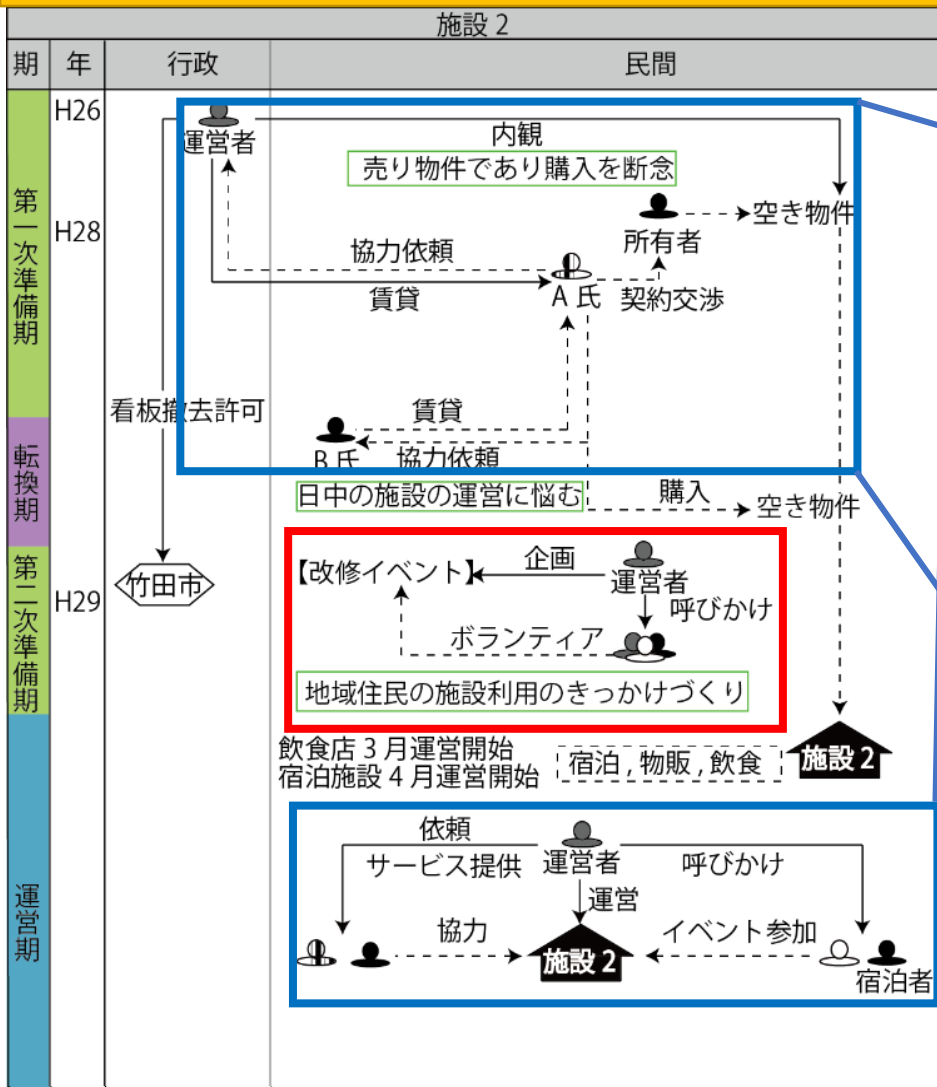 施設 2
期 年 行政 民間
第一次準備期
転換期
第二次準備期
運営期
H26
H28
H29
運営者
内観
売り物件であり購入を断念
所有者
空き物件
協力依頼
賃貸
A 氏
契約交渉
看板撤去許可
賃貸
B 氏
協力依頼
日中の施設の運営に悩む
購入
空き物件
竹田市
【改修イベント】
企画
運営者
呼びかけ
ボランティア
地域住民の施設利用のきっかけづくり
飲食店 3 月運営開始
宿泊施設 4 月運営開始
宿泊 , 物販 , 飲食
施設 2
依頼
サービス提供
運営者
呼びかけ
運営
協力
施設 2
イベント参加
宿泊者